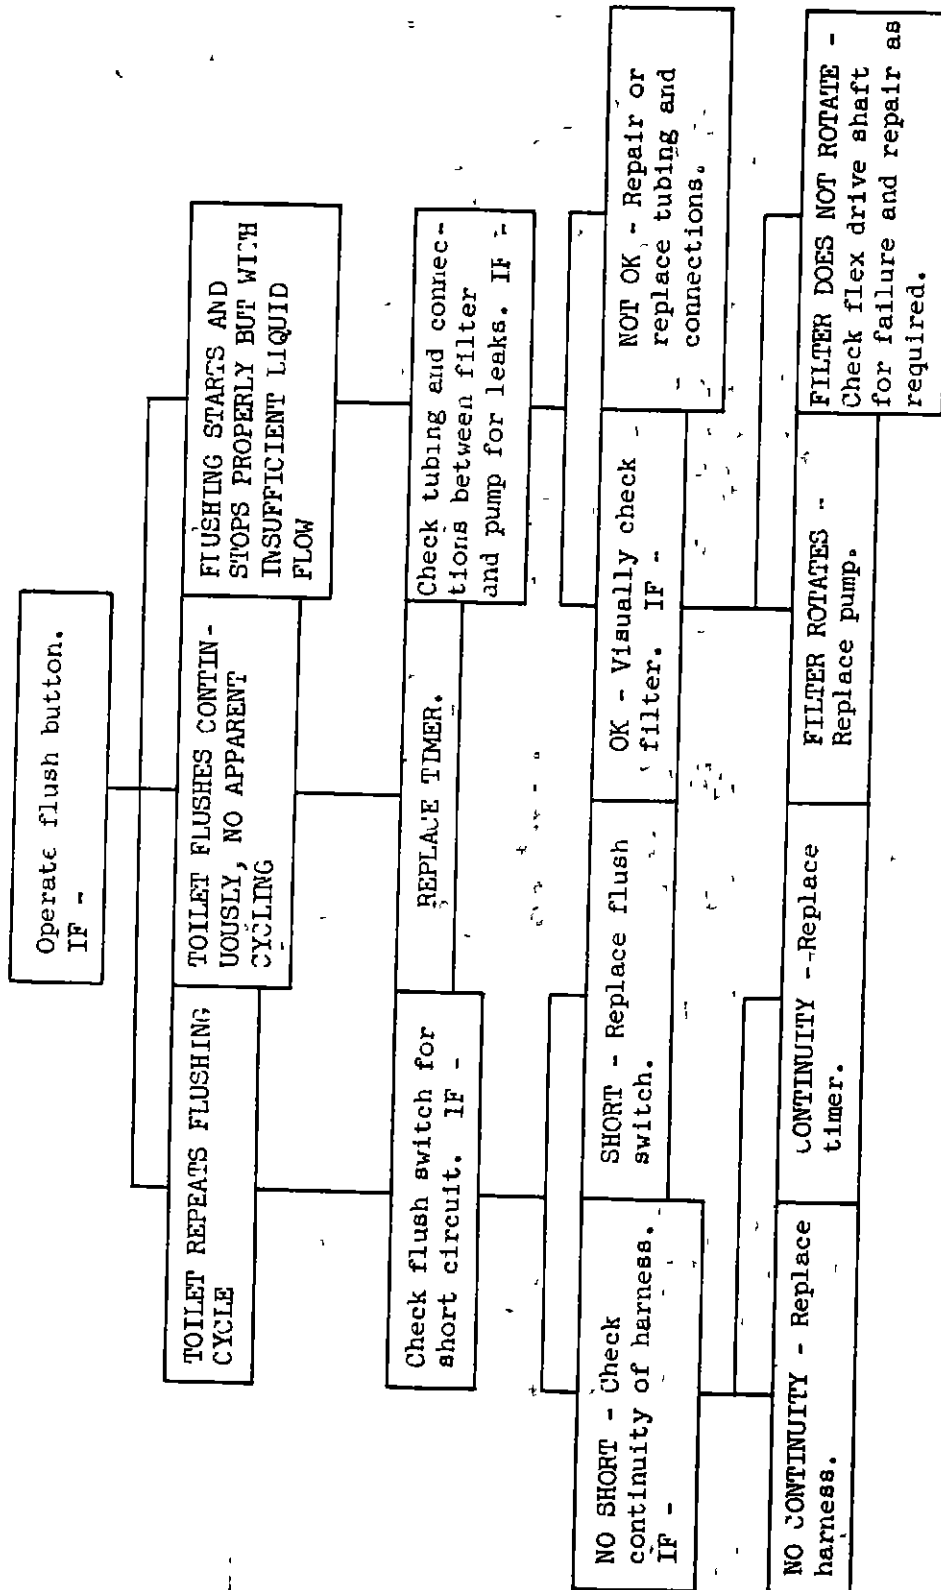 Operate flush button.
IF -
TOILET REPEATS FLUSHING
CYCLE
TOILET FLUSHES CONTIN-
UOUSLY, NO APPARENT
CYCLING
FLUSHING STARTS AND
STOPS PROPERLY BUT WITH
INSUFFICIENT LIQUID
FLOW
Check flush switch for
short circuit. IF -
REPLACE TIMER.
Check tubing and connec-
tions between filter
and pump for leaks. IF -
NO SHORT - Check
continuity of harness.
IF -
SHORT - Replace flush
switch.
OK - Visually check
filter. IF -
NOT OK - Repair or
replace tubing and
connections.
NO CONTINUITY - Replace
harness.
CONTINUITY - Replace
timer.
FILTER ROTATES -
Replace pump.
FILTER DOES NOT ROTATE -
Check flex drive shaft
for failure and repair as
required.